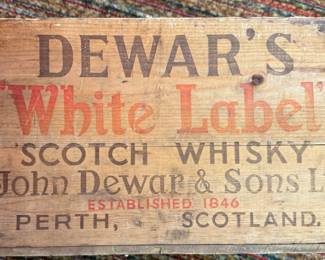 DEWAR'S
"White Label"
SCOTCH WHISKY
John Dewar & Sons L
ESTABLISHED 1846
PERTH, SCOTLAND.